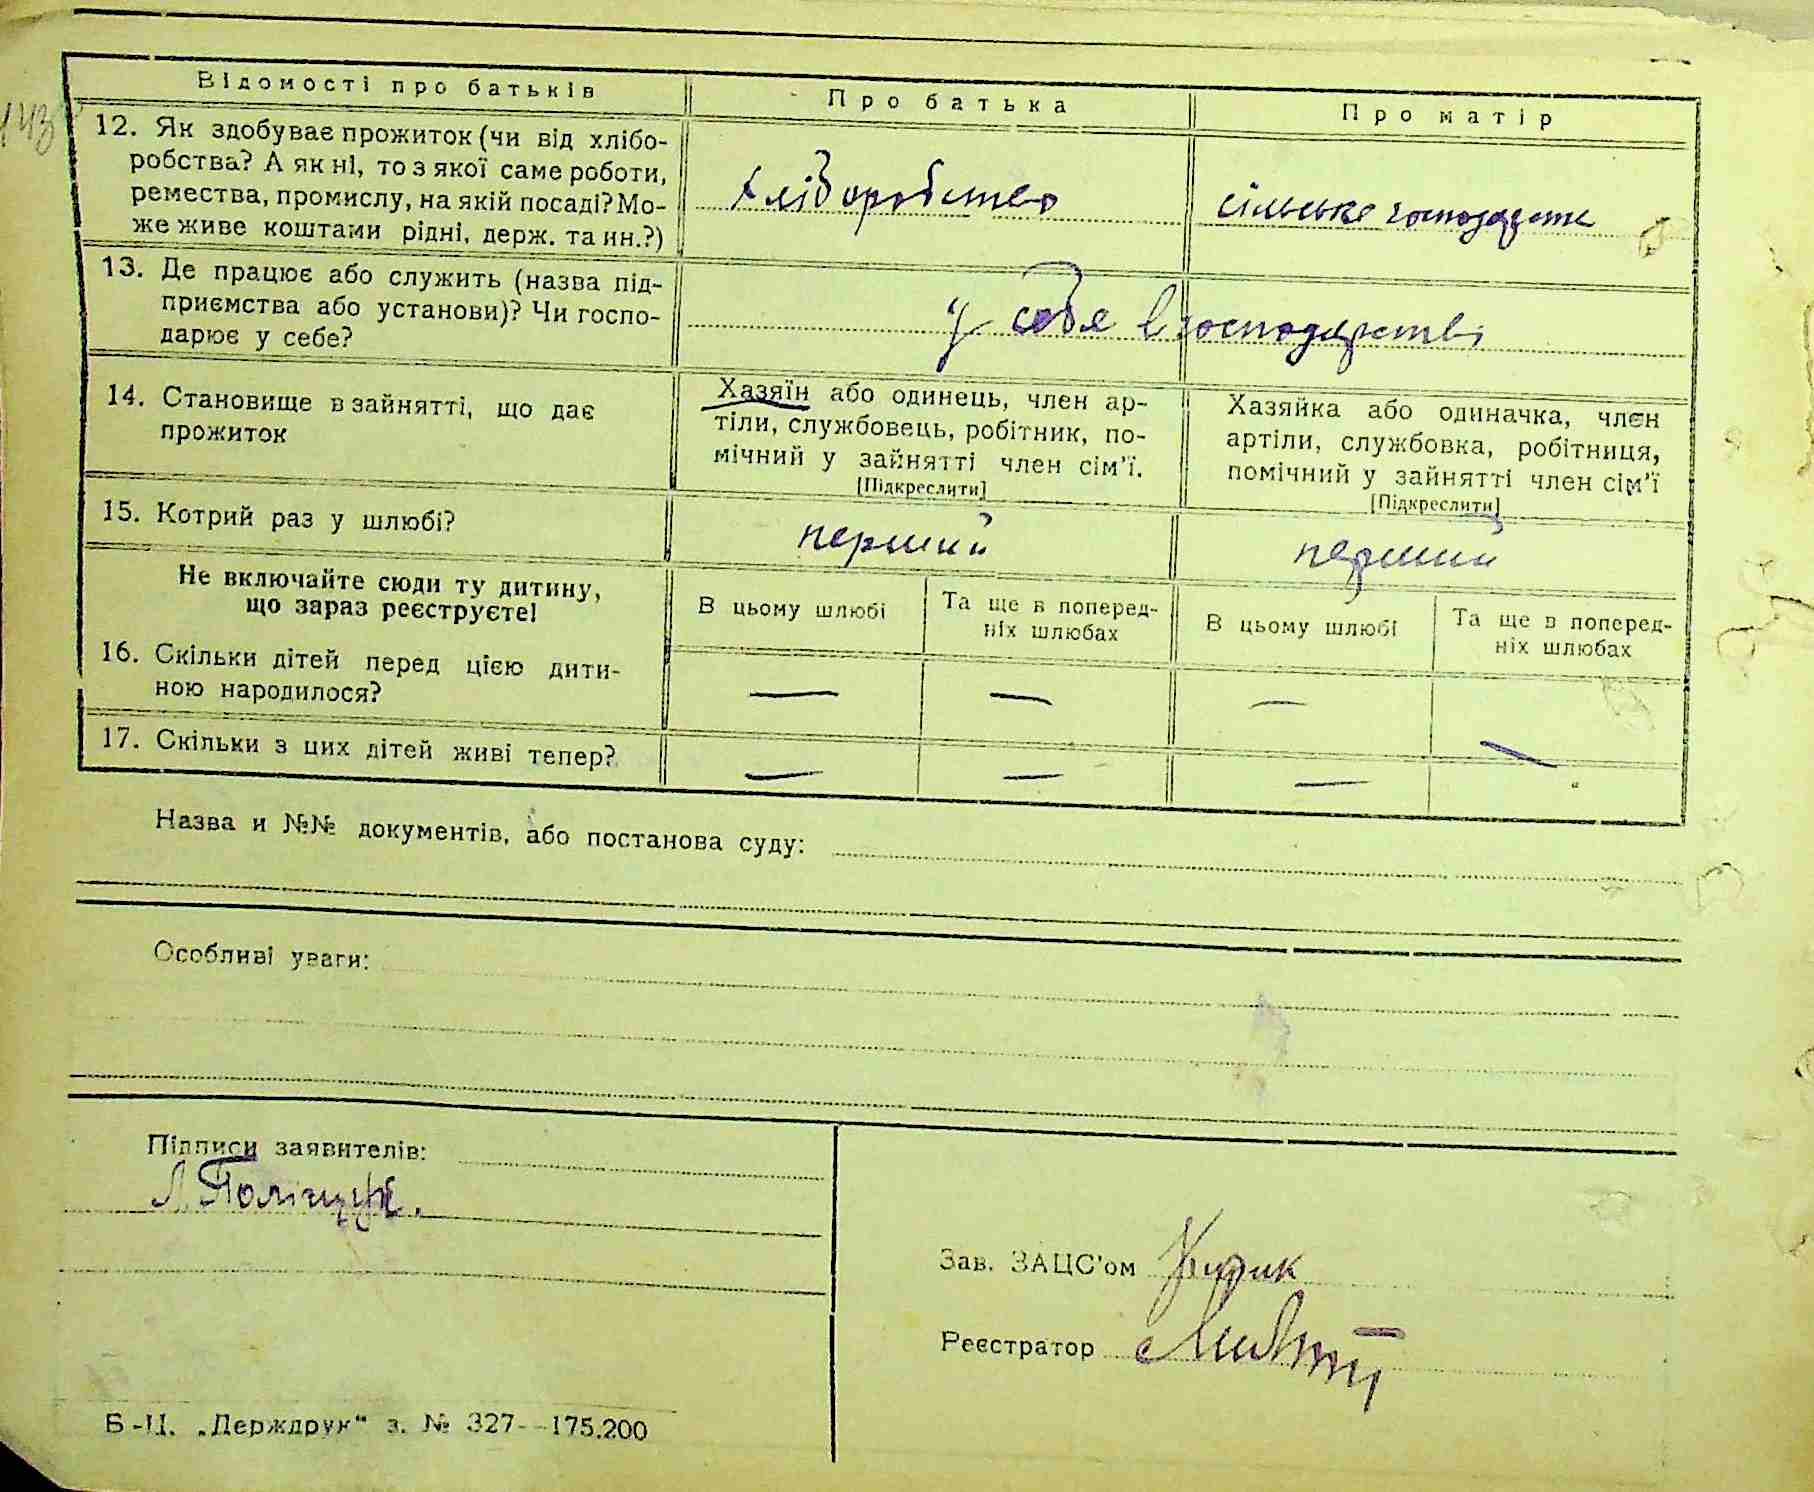 143
Відомості про батьків
Про батька
Про матір
12. Як здобуває прожиток (чи від хлібо-
робства? А як ні, то з якої саме роботи,
ремества, промислу, на якій посаді? Мо-
же живе коштами рідні, держ. та ин.?)
хліборобство
сільське господарств
13. Де працює або служить (назва під-
приємства або установи)? Чи госпо-
дарює у себе?
у себе в господарстві
14. Становище в зайнятті, що дає
прожиток
Хазяїн або одинець, член ар-
тіли, службовець, робітник, по-
мічний у зайнятті член сім'ї.
[Підкреслити]
Хазяйка або одиначка, член
артіли, службовка, робітниця,
помічний у зайнятті член сім'ї
[Підкреслити]
15. Котрий раз у шлюбі?
перший
перший
Не включайте сюди ту дитину,
що зараз реєструєте!
В цьому шлюбі
Та ще в поперед-
ніх шлюбах
В цьому шлюбі
Та ще в поперед-
ніх шлюбах
16. Скільки дітей перед цією дити-
ною народилося?
— — — —
17. Скільки з цих дітей живі тепер?
— — —
Назва и №№ документів, або постанова суду:
Особливі уваги:
Підписи заявителів:
Л. Поліщук.
Зав. ЗАЦС'ом
Реєстратор
Б-Ц. „Держдрук" з. № 327—175.200